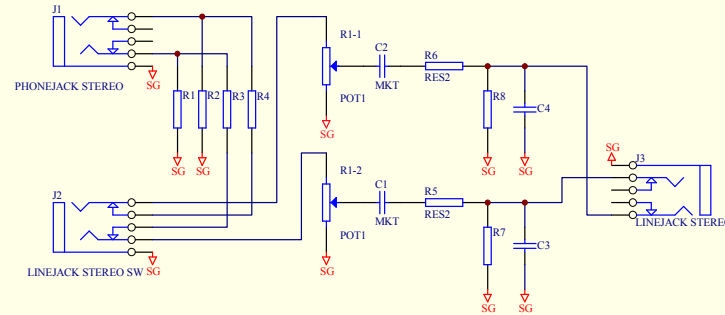 J1
SG
PHONEJACK STEREO
R1
R2
R3
R4
SG
SG
R1-1
POT1
SG
C2
MKT
R6
RES2
R8
C4
SG
SG
J3
SG
LINEJACK STEREO
J2
SG
LINEJACK STEREO SW
R1-2
POT1
SG
C1
MKT
R5
RES2
R7
C3
SG
SG